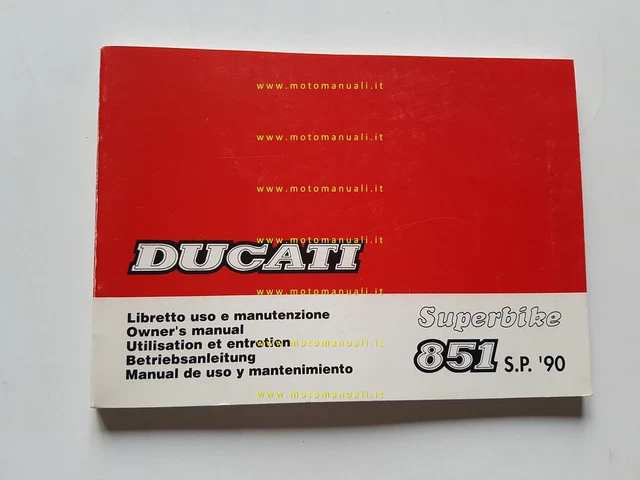 www.motomanuali.it
www.motomanuali.it
www.motomanuali.it
www.motomanuali.it
DUCATI
www.motomanuali.it
Libretto uso e manutenzione
Owner's manual
Utilisation et entretien
Betriebsanleitung
Manual de uso y mantenimiento
www.motomanuali.it
www.motomanuali.it
Superbike
851 S.P. '90